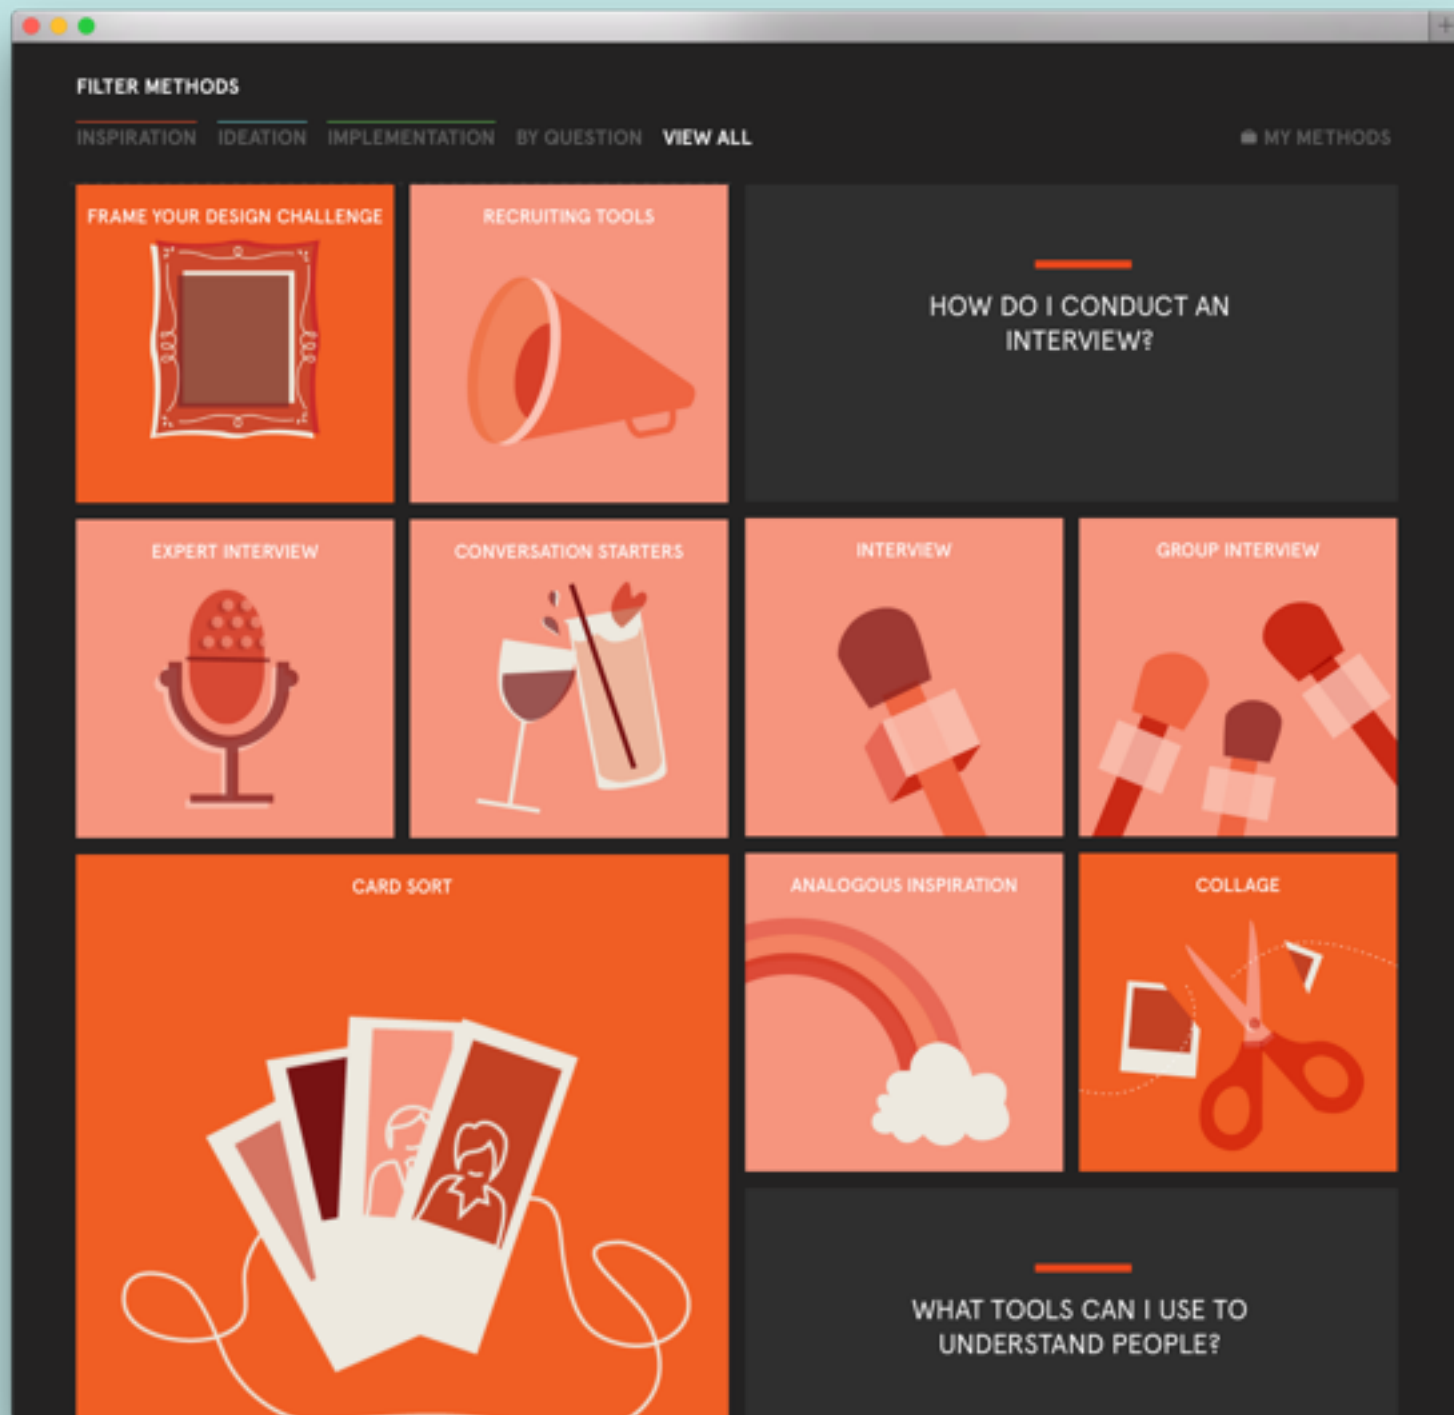 FILTER METHODS
INSPIRATION IDEATION IMPLEMENTATION BY QUESTION VIEW ALL MY METHODS
FRAME YOUR DESIGN CHALLENGE
RECRUITING TOOLS
HOW DO I CONDUCT AN
INTERVIEW?
EXPERT INTERVIEW
CONVERSATION STARTERS
INTERVIEW
GROUP INTERVIEW
CARD SORT
ANALOGOUS INSPIRATION
COLLAGE
WHAT TOOLS CAN I USE TO
UNDERSTAND PEOPLE?